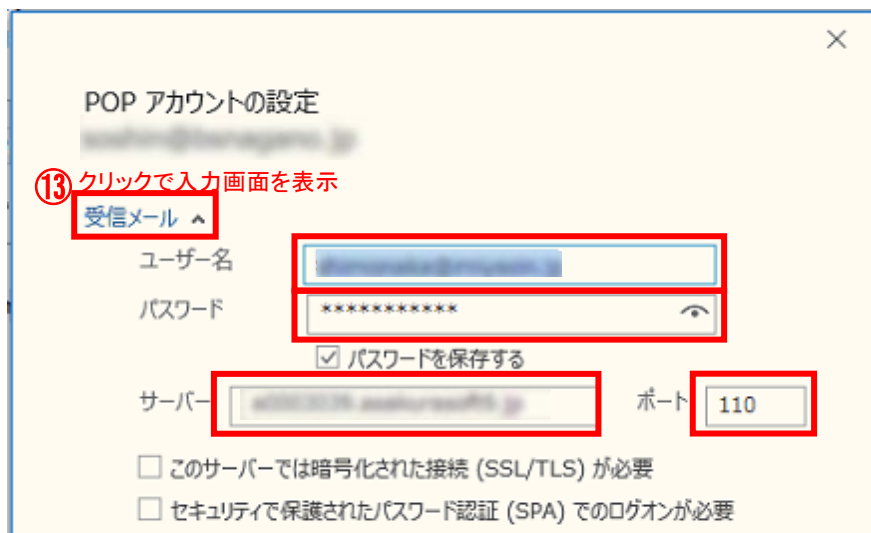 POP アカウントの設定
⑬ クリックで入力画面を表示
受信メール
ユーザー名
パスワード ***********
パスワードを保存する
サーバー ポート 110
このサーバーでは暗号化された接続 (SSL/TLS) が必要
セキュリティで保護されたパスワード認証 (SPA) でのログオンが必要